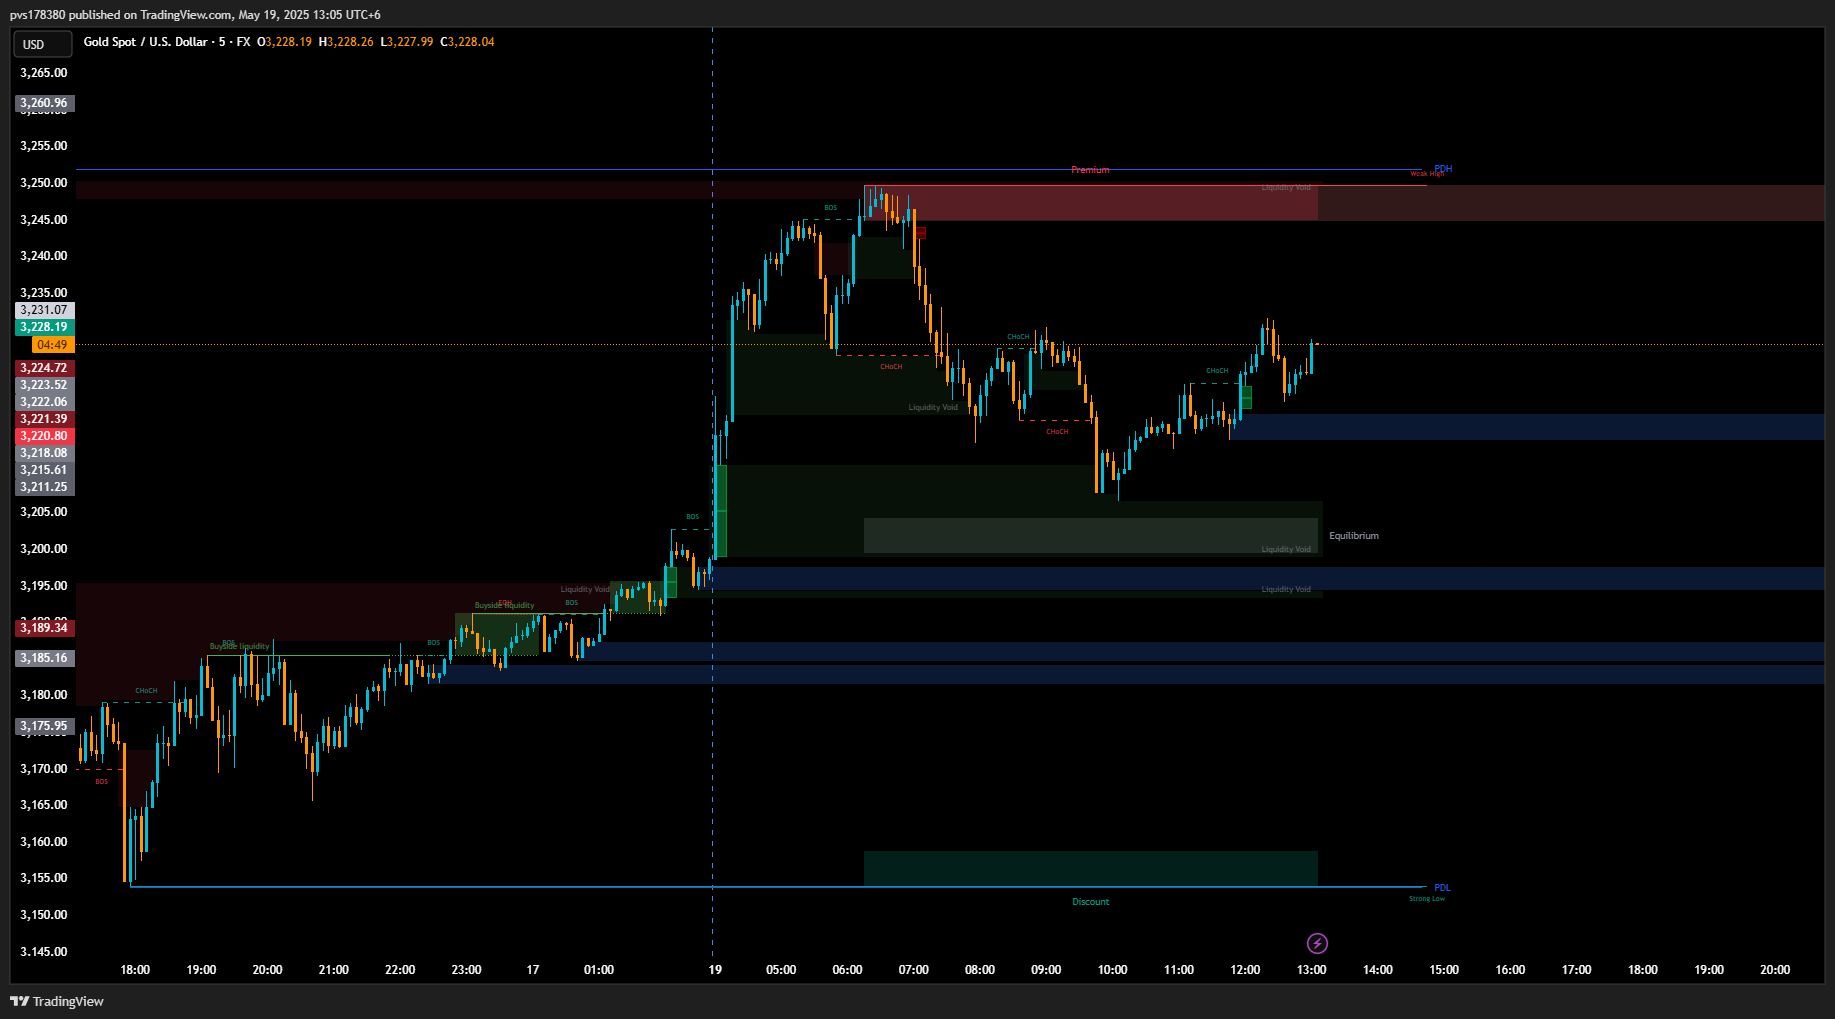 pvs178380 published on TradingView.com, May 19, 2025 13:05 UTC+6
USD
Gold Spot / U.S. Dollar · 5 · FX O3,228.19 H3,228.26 L3,227.99 C3,228.04
3,265.00
3,260.96
3,255.00
Premium
PDH
Weak High
3,250.00
Liquidity Void
BOS
3,245.00
3,240.00
3,235.00
3,231.07
3,228.19
CHoCH
04:49
3,224.72
CHoCH
CHoCH
3,223.52
3,222.06
Liquidity Void
3,221.39
3,220.80
CHoCH
3,218.08
3,215.61
3,211.25
3,205.00
BOS
Equilibrium
3,200.00
Liquidity Void
3,195.00
Liquidity Void
Liquidity Void
Buyside liquidity
BOS
3,189.34
BOS
Buyside liquidity
BOS
3,185.16
CHoCH
3,180.00
3,175.95
3,170.00
BOS
3,165.00
3,160.00
3,155.00
PDL
Discount
Strong Low
3,150.00
3,145.00
18:00 19:00 20:00 21:00 22:00 23:00 17 01:00 19 05:00 06:00 07:00 08:00 09:00 10:00 11:00 12:00 13:00 14:00 15:00 16:00 17:00 18:00 19:00 20:00
TradingView